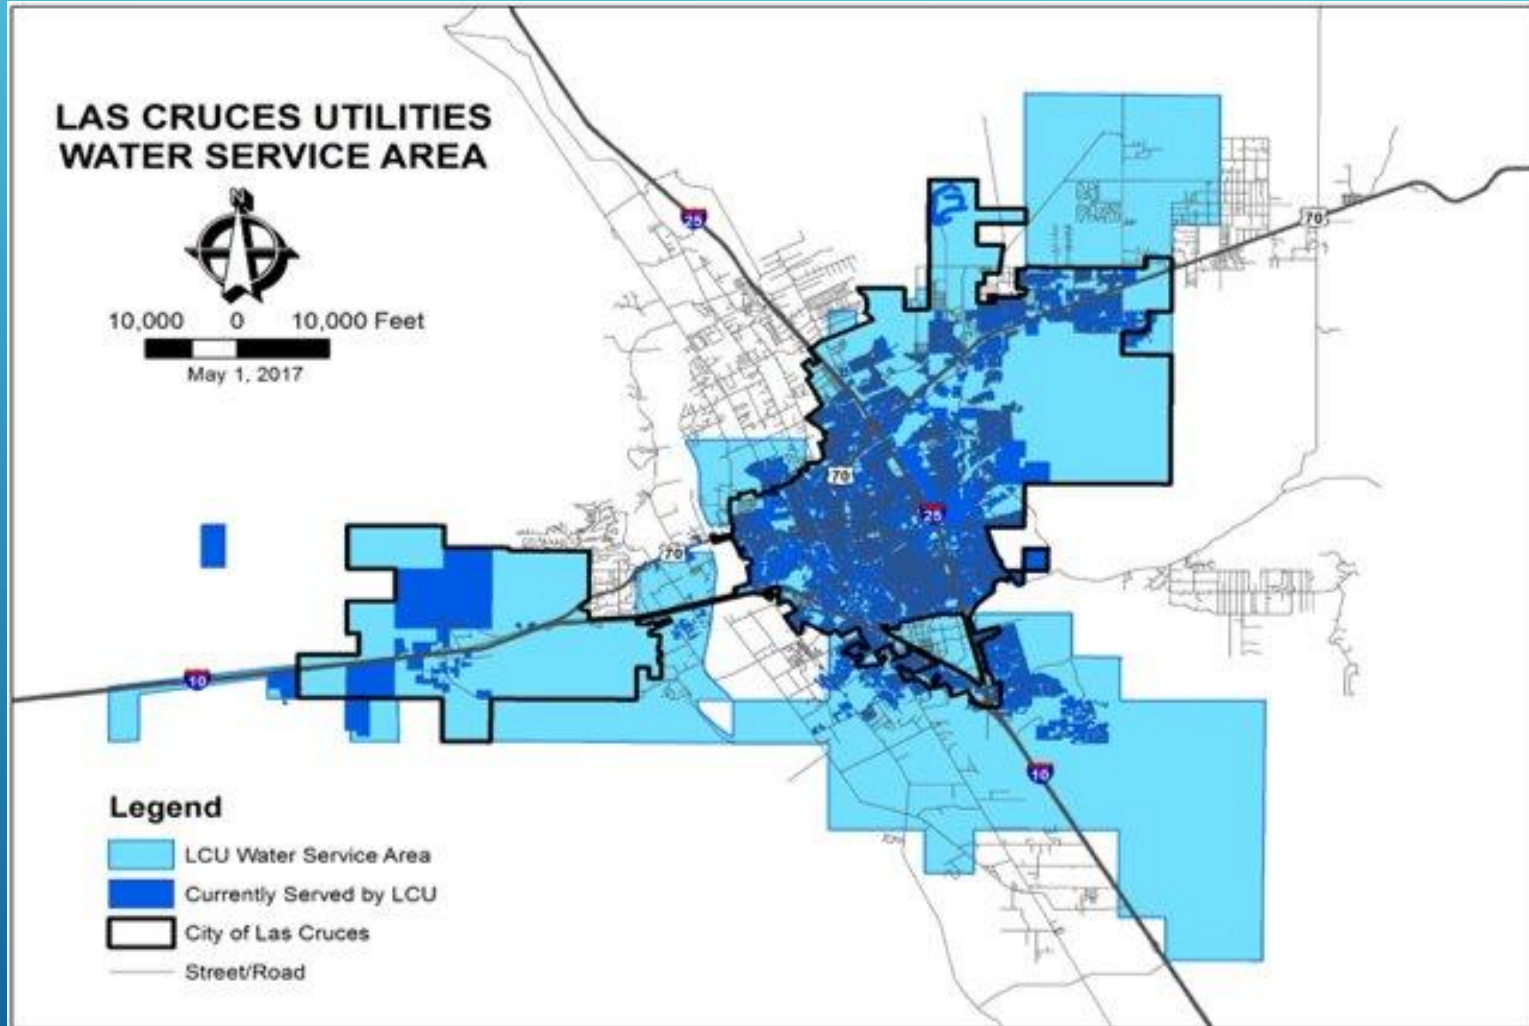 LAS CRUCES UTILITIES
WATER SERVICE AREA
N
10,000 0 10,000 Feet
May 1, 2017
25
70
70
25
70
10
10
Legend
LCU Water Service Area
Currently Served by LCU
City of Las Cruces
Street/Road